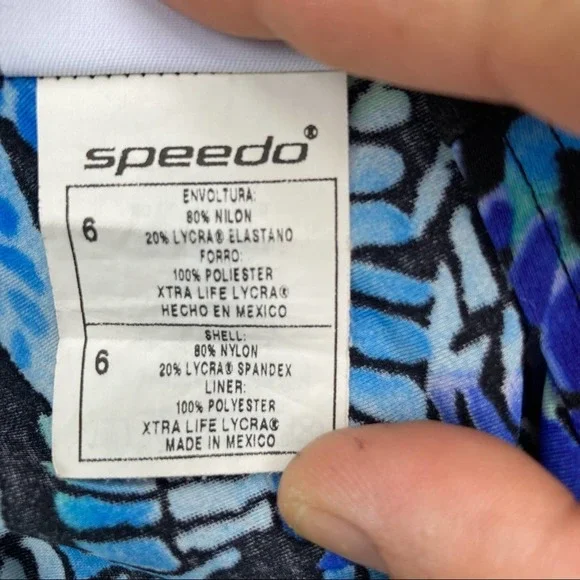 speedo®
ENVOLTURA:
6
80% NILON
20% LYCRA® ELASTANO
FORRO:
100% POLIESTER
XTRA LIFE LYCRA®
HECHO EN MEXICO
SHELL:
6
80% NYLON
20% LYCRA® SPANDEX
LINER:
100% POLYESTER
XTRA LIFE LYCRA®
MADE IN MEXICO